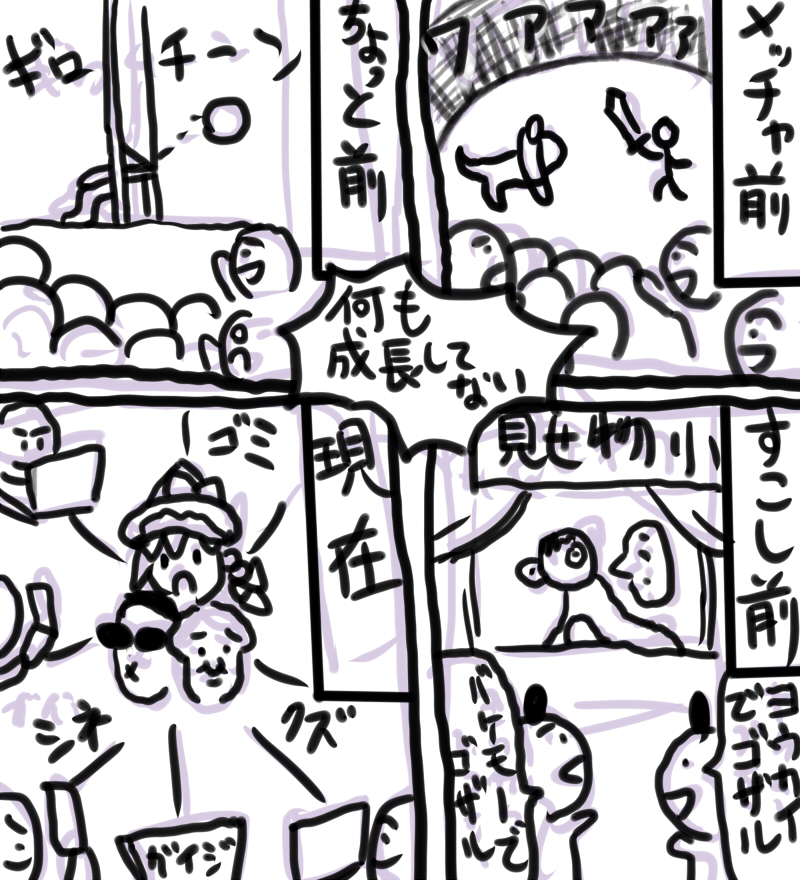 メッチャ前
ファアアァァ
ちょっと前
チーン
ギロ
何も
成長して
ない
すこし前
見せ物小
ヨウカイ
でゴザル
バケモノーで
ゴザル
現在
ゴミ
クズ
シネ
ガイジ